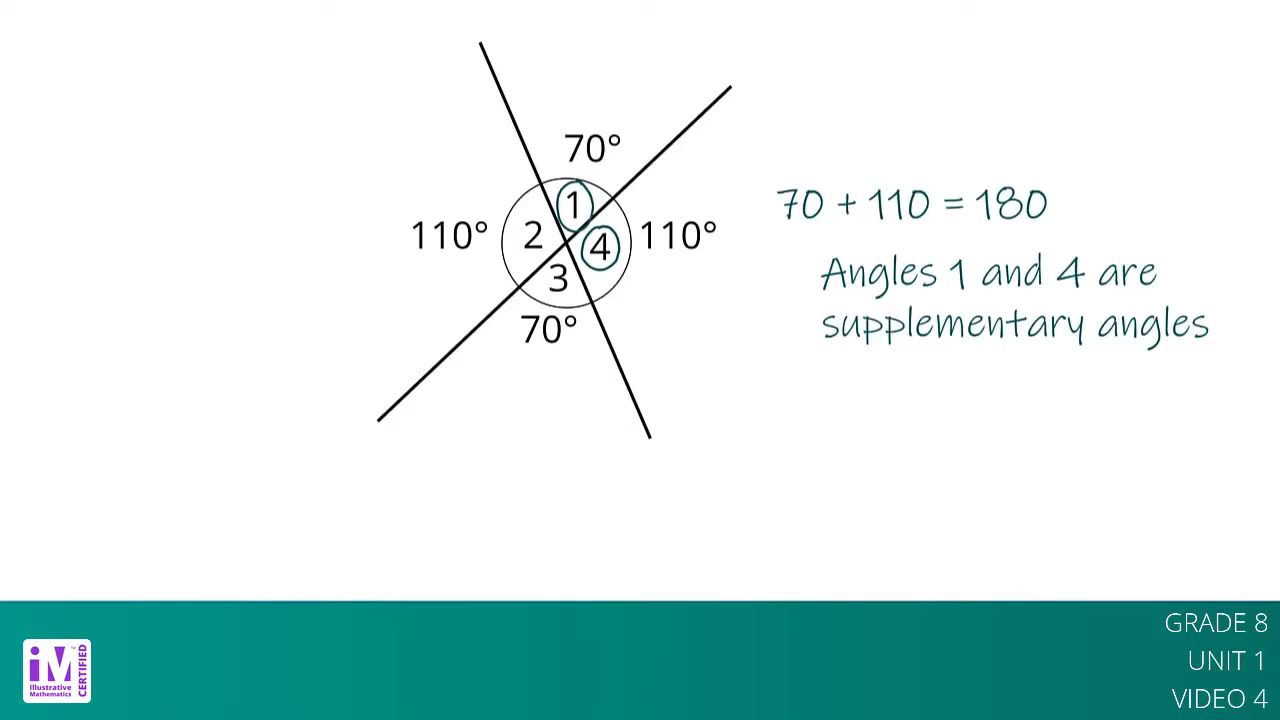 70°
1
110° 2 4 110°
3
70°
70 + 110 = 180
Angles 1 and 4 are
supplementary angles
GRADE 8
UNIT 1
VIDEO 4
iM
Illustrative
Mathematics
CERTIFIED